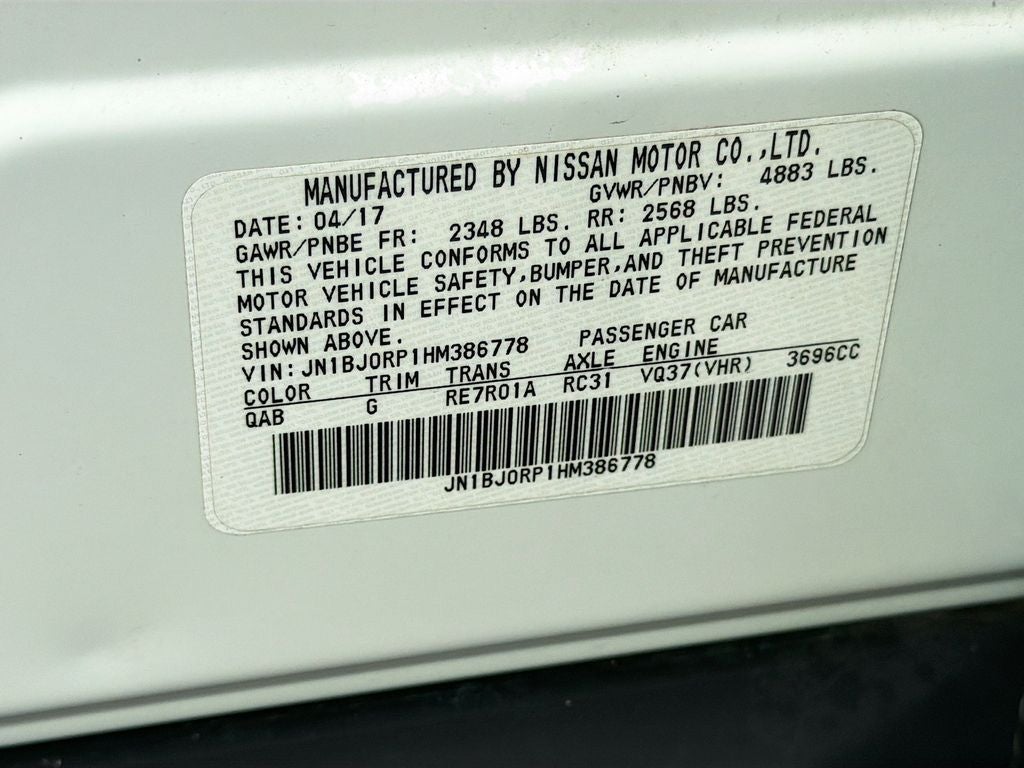 MANUFACTURED BY NISSAN MOTOR CO.,LTD.
DATE: 04/17 GVWR/PNBV: 4883 LBS.
GAWR/PNBE FR: 2348 LBS. RR: 2568 LBS.
THIS VEHICLE CONFORMS TO ALL APPLICABLE FEDERAL
MOTOR VEHICLE SAFETY,BUMPER,AND THEFT PREVENTION
STANDARDS IN EFFECT ON THE DATE OF MANUFACTURE
SHOWN ABOVE.
VIN: JN1BJ0RP1HM386778 PASSENGER CAR
COLOR TRIM TRANS AXLE ENGINE
QAB G RE7R01A RC31 VQ37(VHR) 3696CC
JN1BJ0RP1HM386778